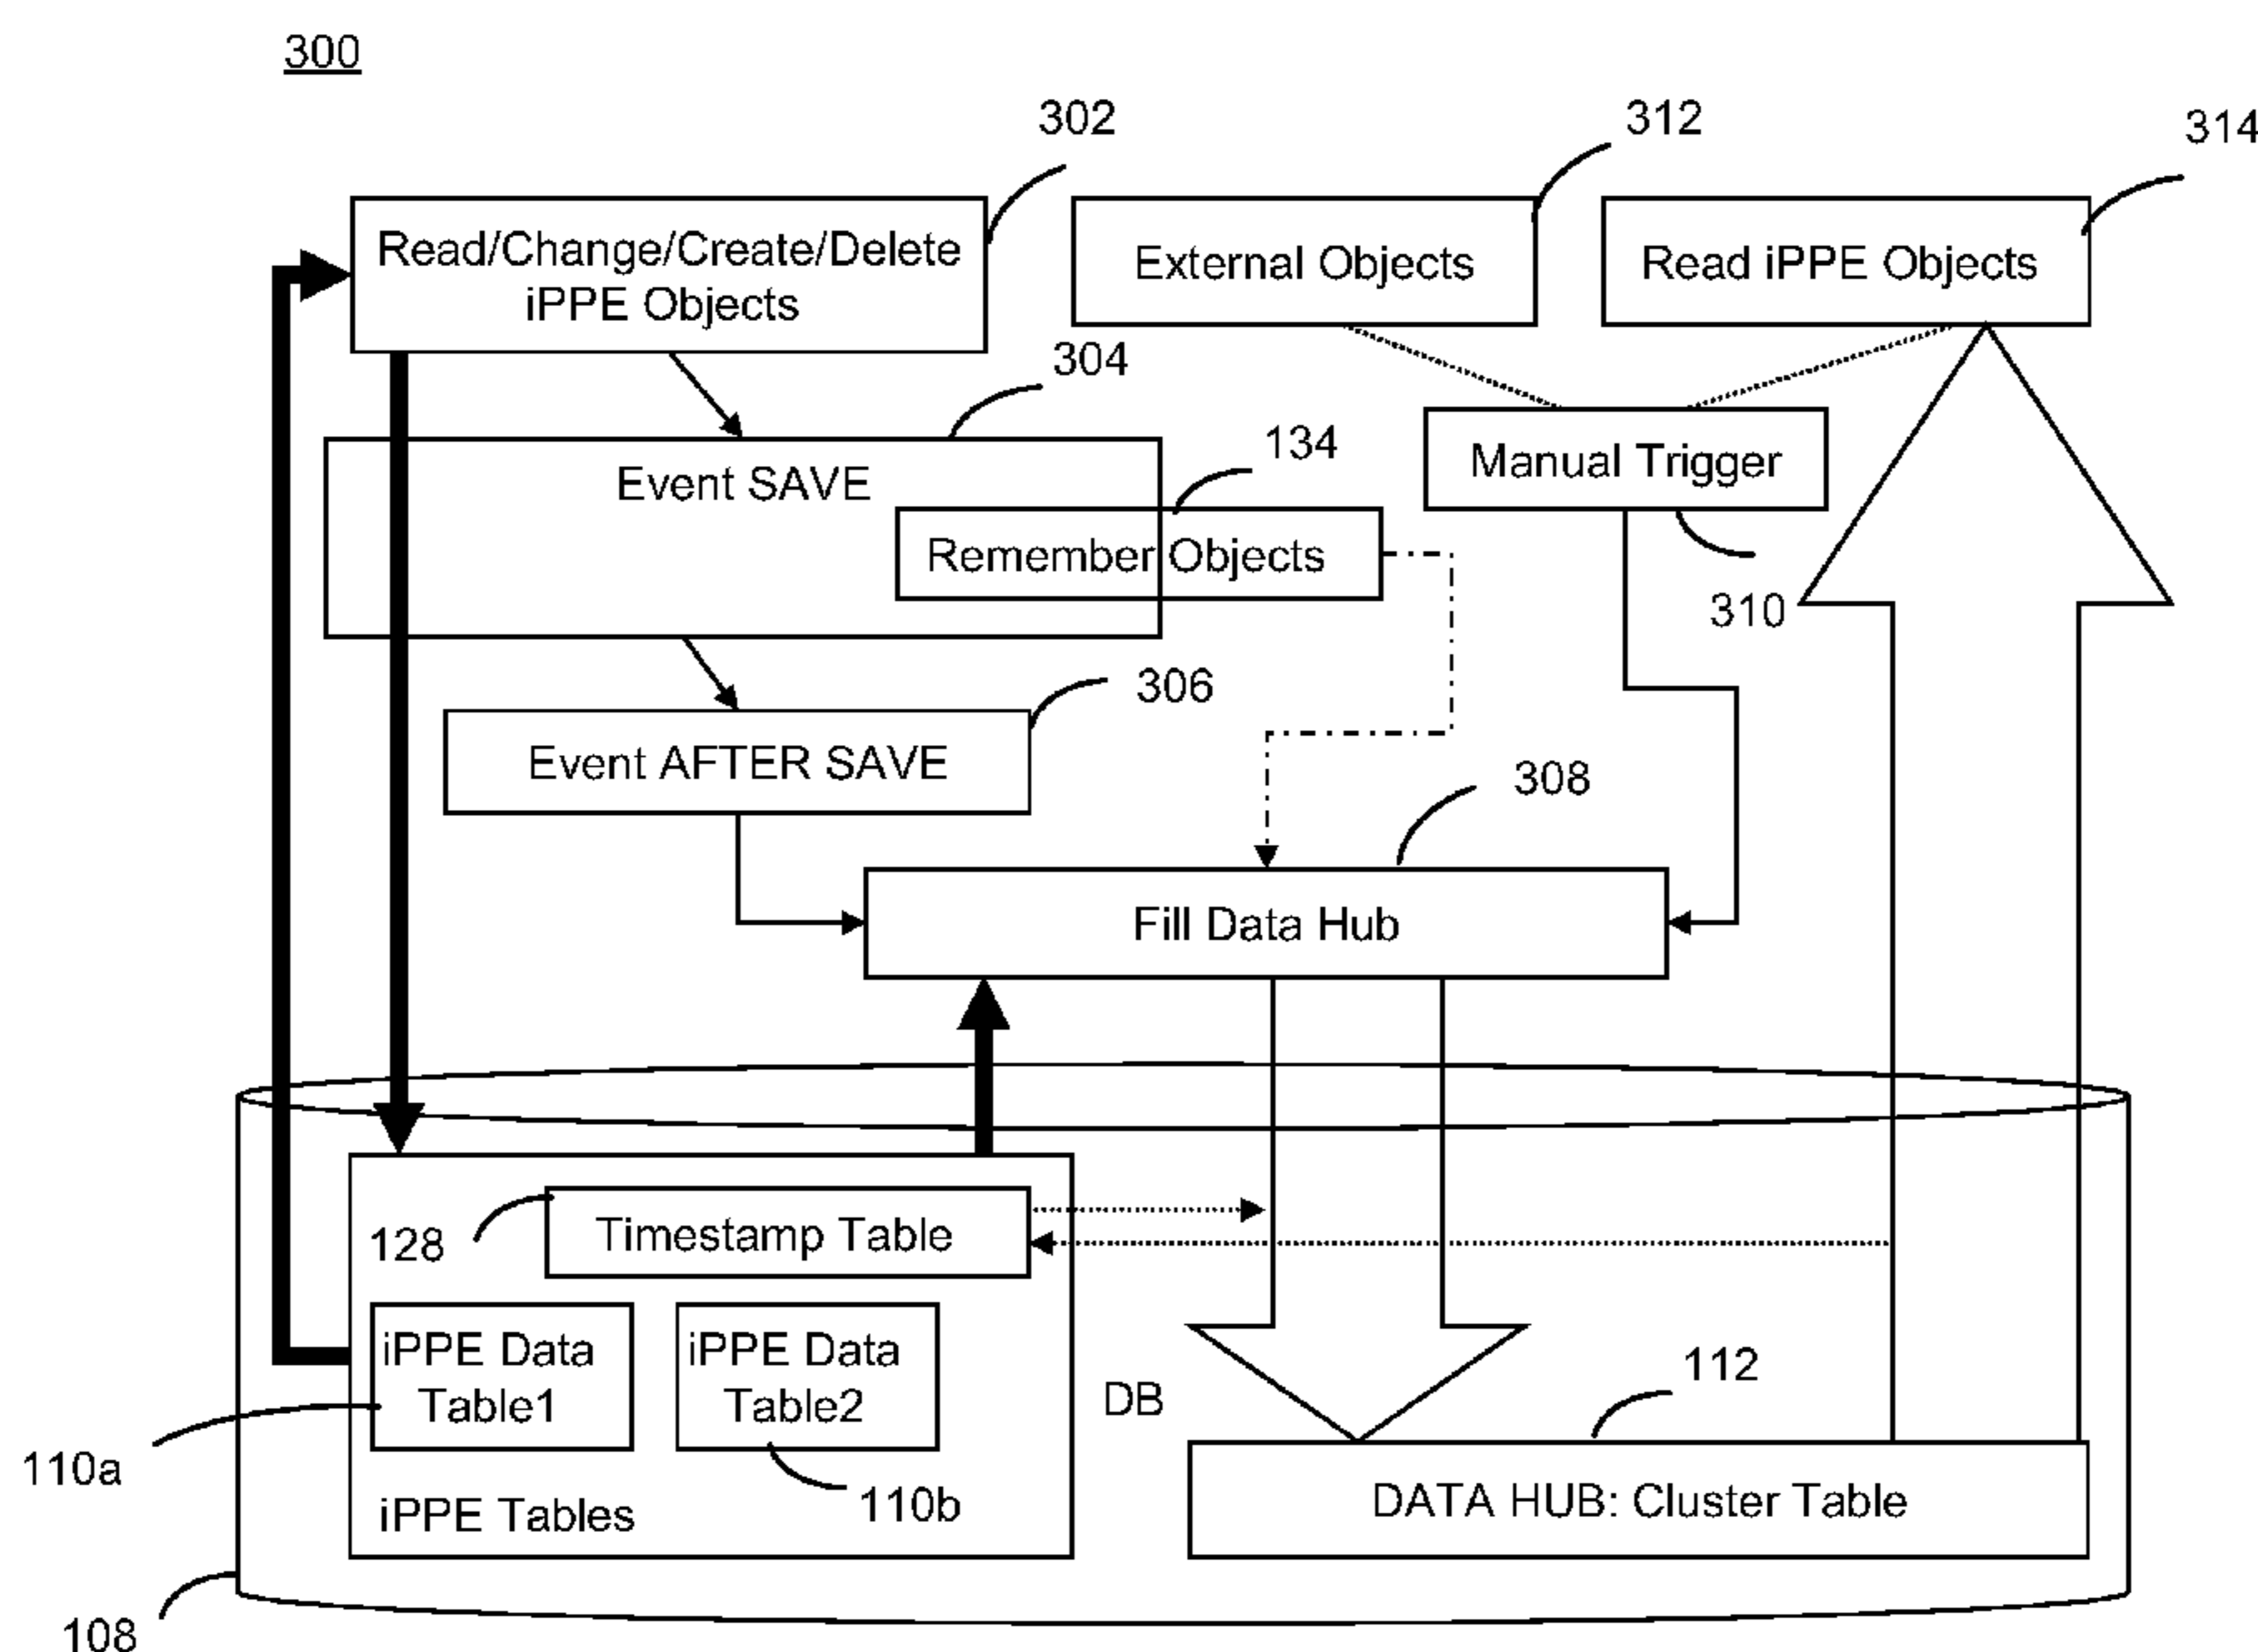 300
302
312
314
Read/Change/Create/Delete
iPPE Objects
External Objects
Read iPPE Objects
304
134
Event SAVE
Manual Trigger
Remember Objects
310
306
Event AFTER SAVE
308
Fill Data Hub
128
Timestamp Table
iPPE Data
Table1
iPPE Data
Table2
DB
112
110a
110b
iPPE Tables
DATA HUB: Cluster Table
108